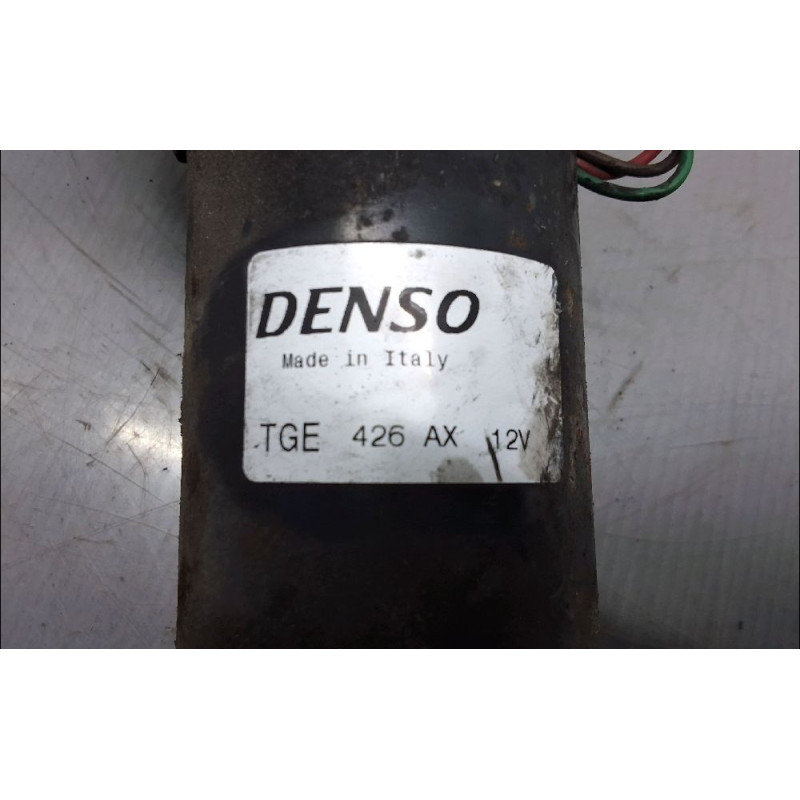 DENSO
Made in Italy
TGE 426 AX 12V